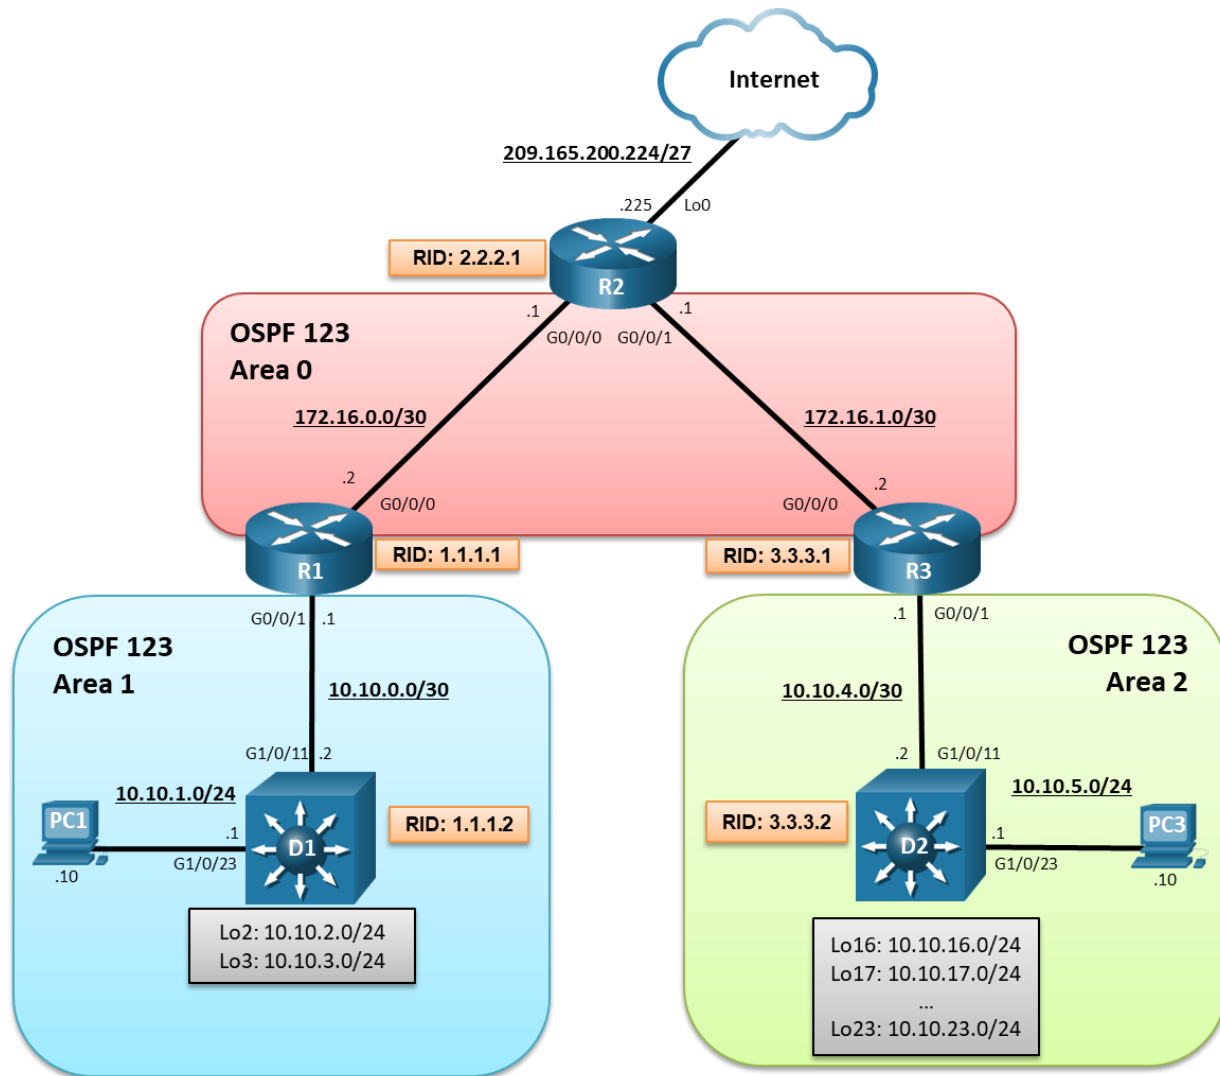 Internet
209.165.200.224/27
.225 Lo0
RID: 2.2.2.1
R2
.1 .1
G0/0/0 G0/0/1
OSPF 123
Area 0
172.16.0.0/30 172.16.1.0/30
.2 .2
G0/0/0 G0/0/0
RID: 1.1.1.1 RID: 3.3.3.1
R1 R3
G0/0/1 .1 .1 G0/0/1
OSPF 123 OSPF 123
Area 1 Area 2
10.10.0.0/30 10.10.4.0/30
G1/0/11 .2 .2 G1/0/11
10.10.1.0/24 10.10.5.0/24
PC1 .1 RID: 1.1.1.2 RID: 3.3.3.2 .1 PC3
D1 D2
G1/0/23 G1/0/23
.10 .10
Lo2: 10.10.2.0/24
Lo3: 10.10.3.0/24
Lo16: 10.10.16.0/24
Lo17: 10.10.17.0/24
...
Lo23: 10.10.23.0/24